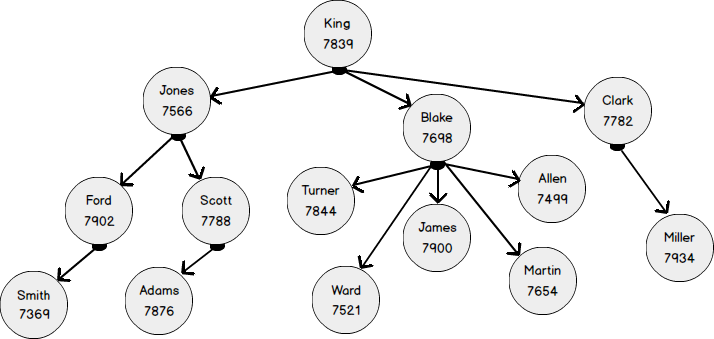 King
7839
Jones
7566
Blake
7698
Clark
7782
Ford
7902
Scott
7788
Turner
7844
James
7900
Allen
7499
Miller
7934
Smith
7369
Adams
7876
Ward
7521
Martin
7654